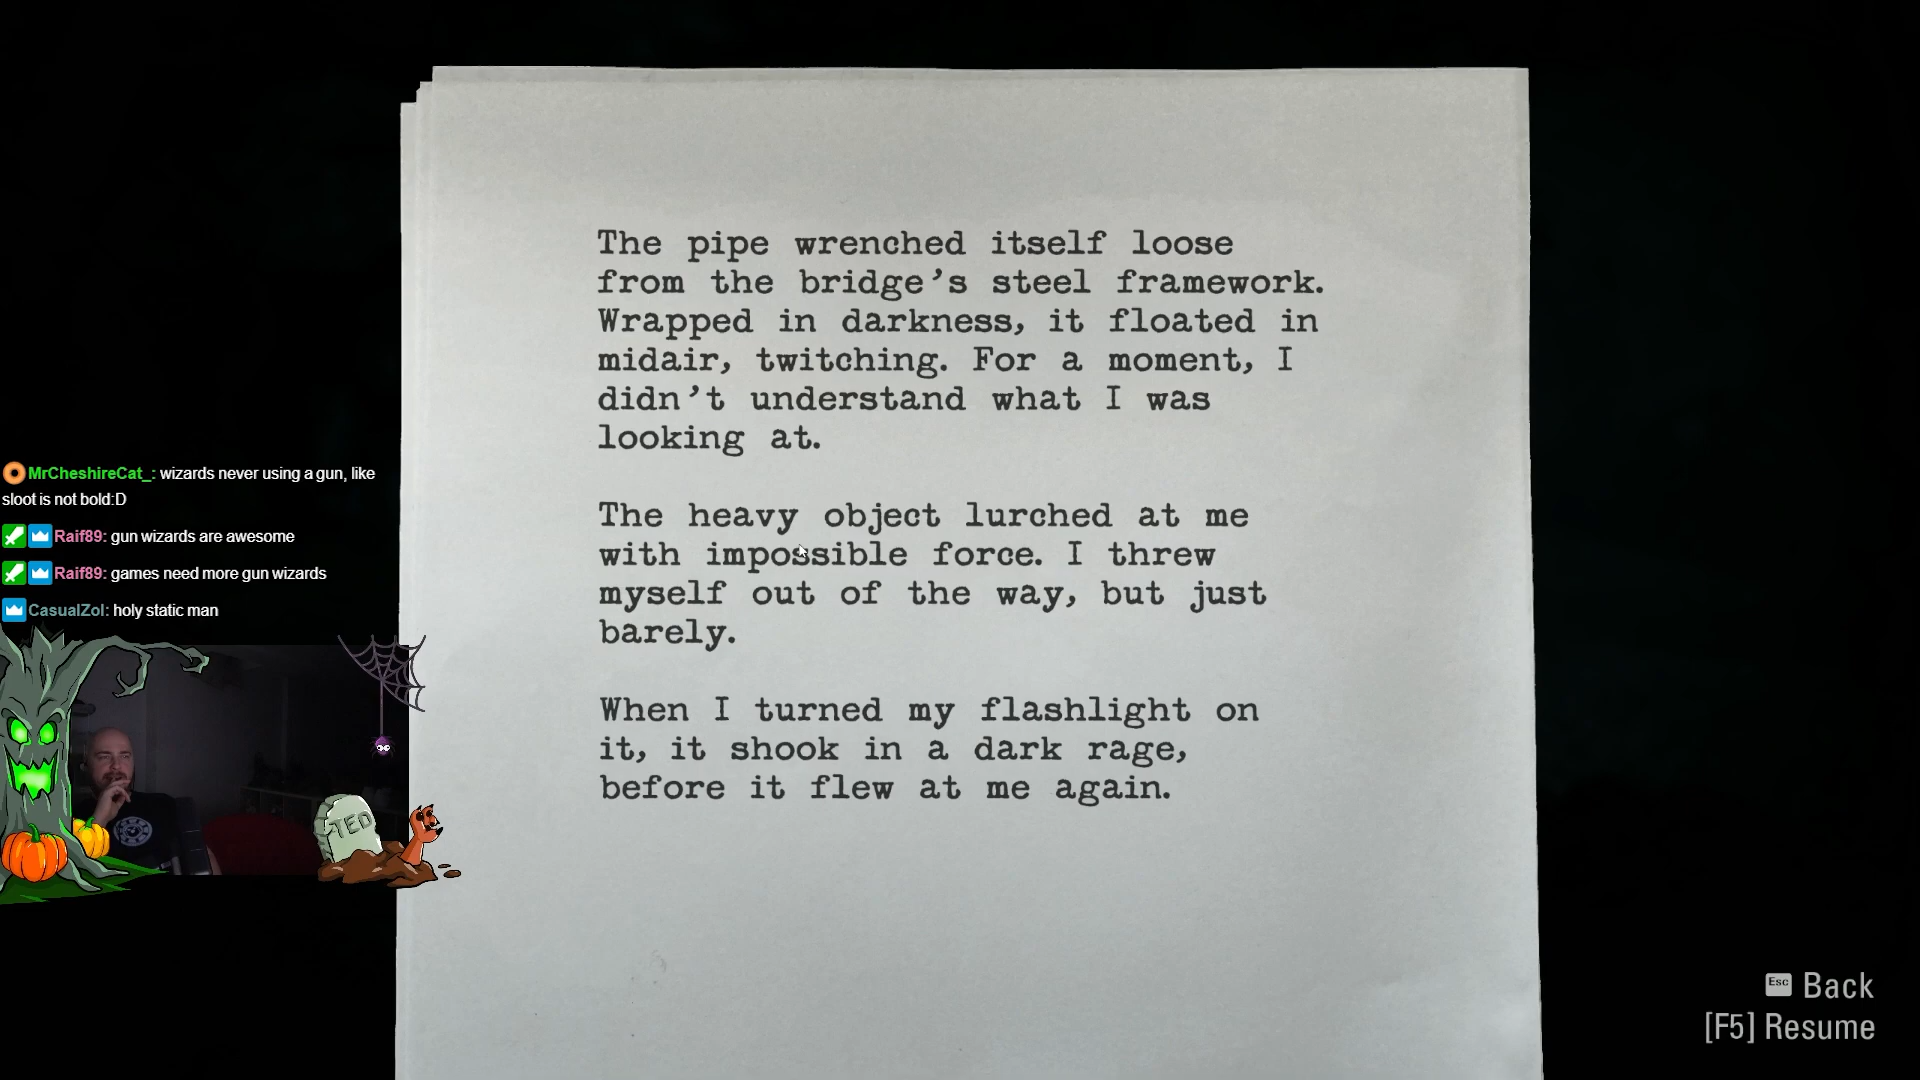 The pipe wrenched itself loose
from the bridge’s steel framework.
Wrapped in darkness, it floated in
midair, twitching. For a moment, I
didn’t understand what I was
looking at.
The heavy object lurched at me
with impossible force. I threw
myself out of the way, but just
barely.
When I turned my flashlight on
it, it shook in a dark rage,
before it flew at me again.
MrCheshireCat_: wizards never using a gun, like
sloot is not bold:D
Raif89: gun wizards are awesome
Raif89: games need more gun wizards
CasualZol: holy static man
TED
Esc Back
[F5] Resume